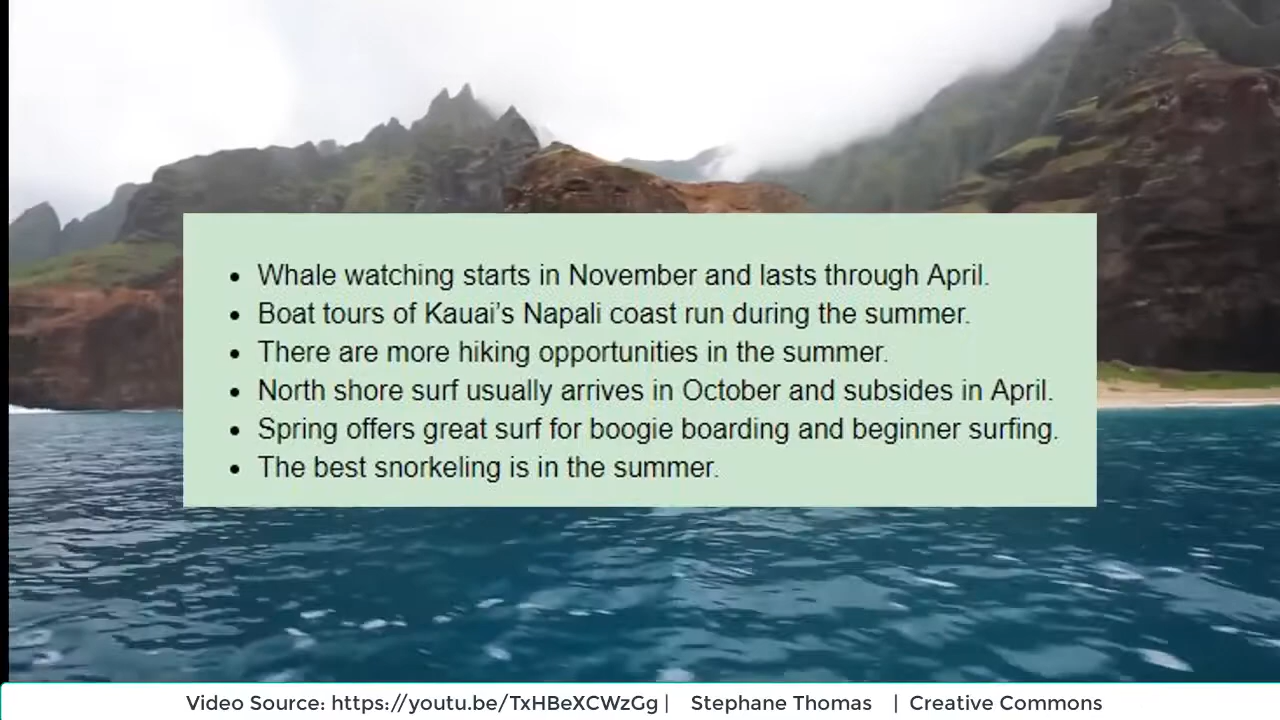 • Whale watching starts in November and lasts through April.
• Boat tours of Kauai's Napali coast run during the summer.
• There are more hiking opportunities in the summer.
• North shore surf usually arrives in October and subsides in April.
• Spring offers great surf for boogie boarding and beginner surfing.
• The best snorkeling is in the summer.
Video Source: https://youtu.be/TxHBeXCWzGg | Stephane Thomas | Creative Commons